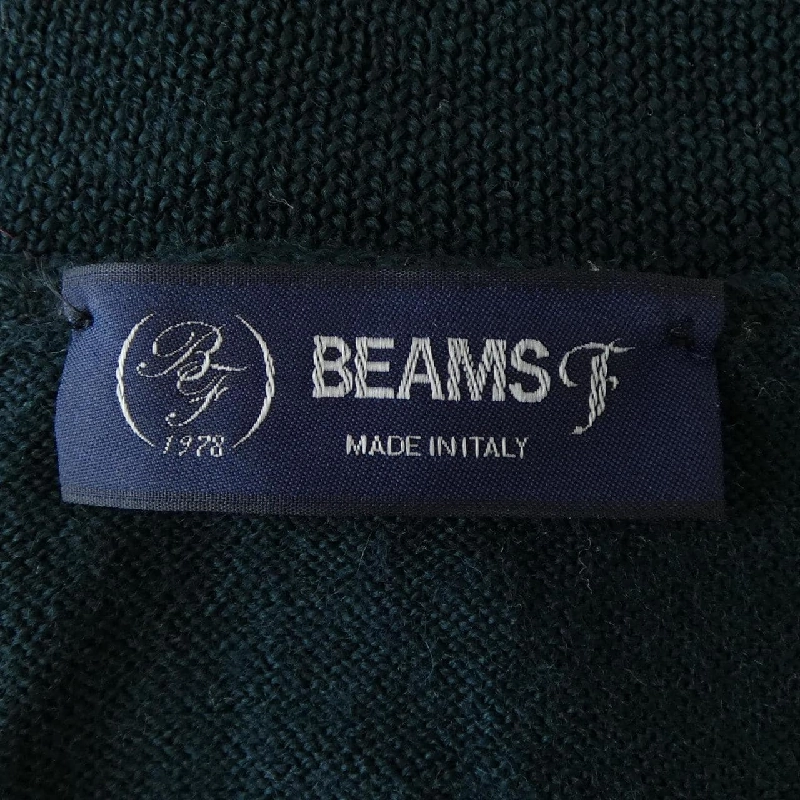 BF
1978
BEAMS F
MADE IN ITALY